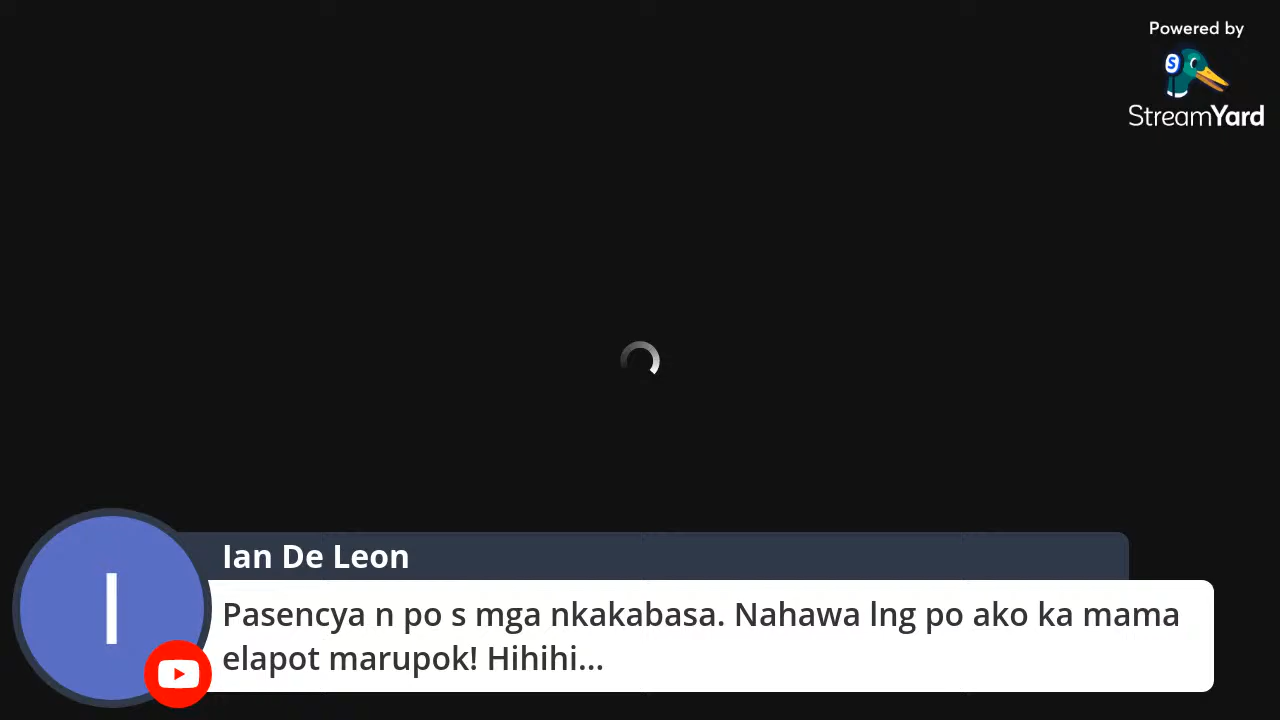 Powered by
S
StreamYard
Ian De Leon
I
Pasencya n po s mga nkakabasa. Nahawa lng po ako ka mama
elapot marupok! Hihihi...